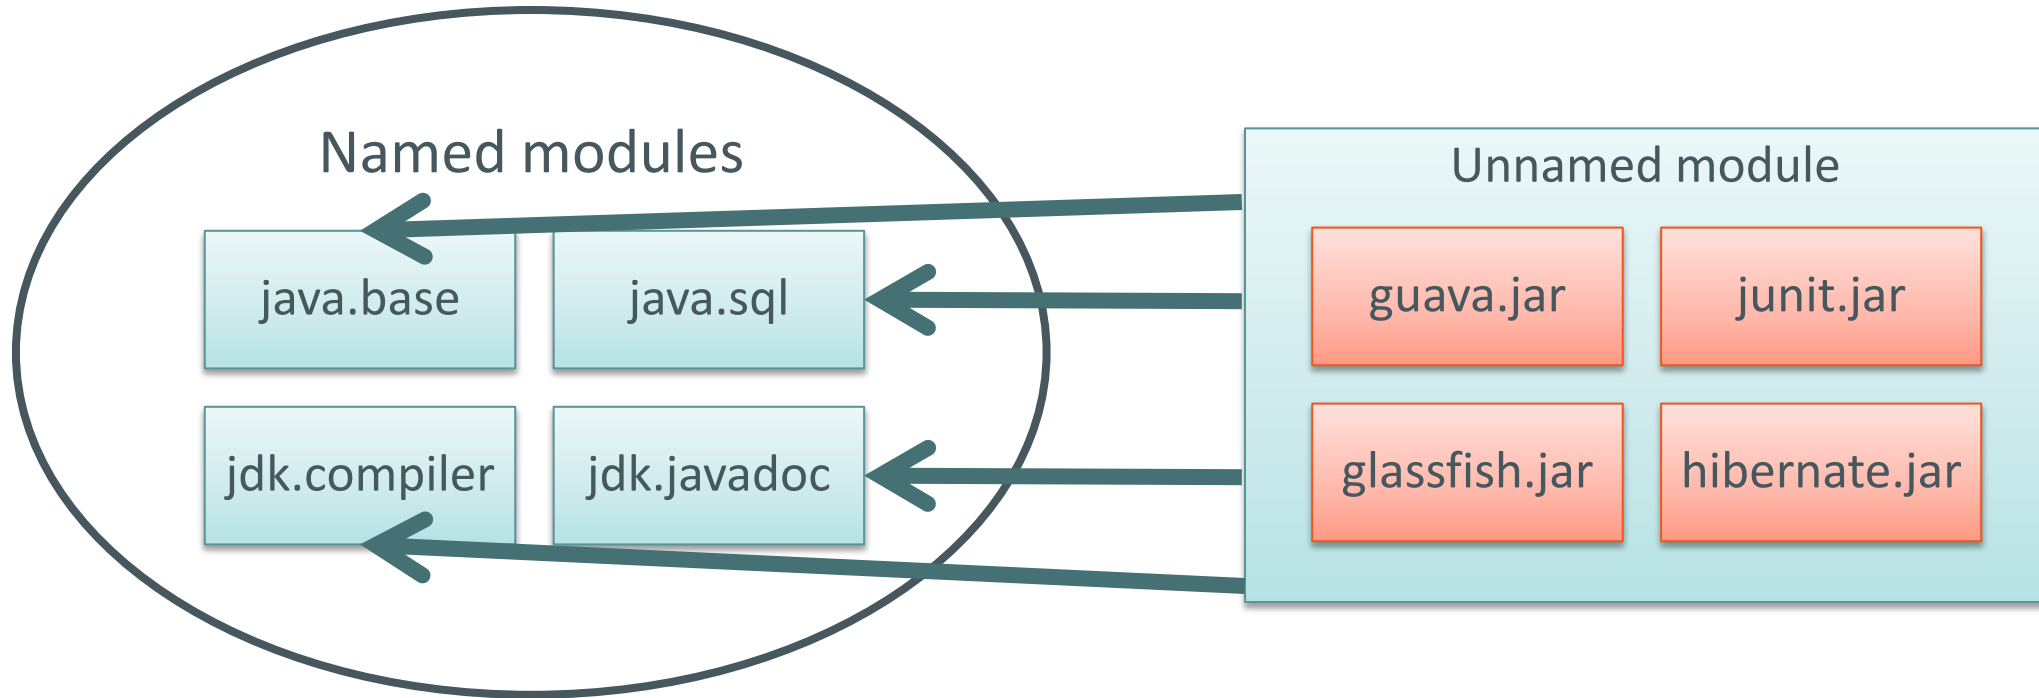 Named modules
java.base
java.sql
jdk.compiler
jdk.javadoc
Unnamed module
guava.jar
junit.jar
glassfish.jar
hibernate.jar